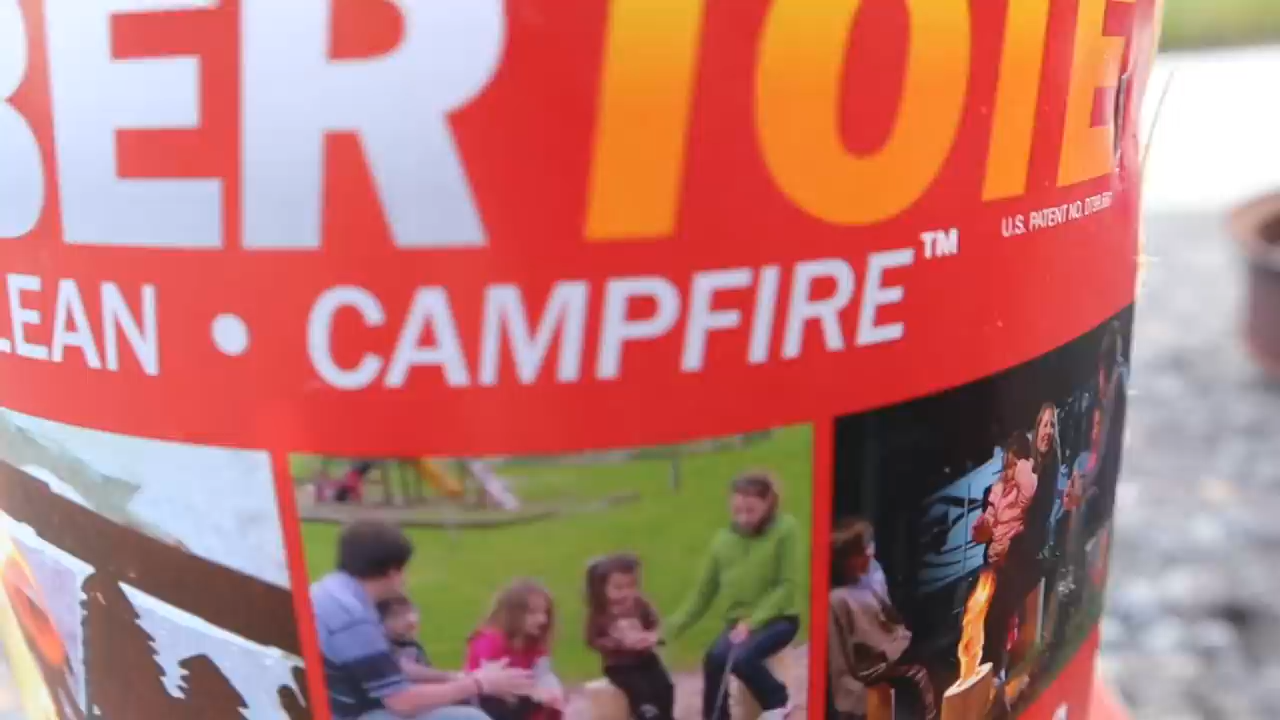 BER TOTE
U.S. PATENT NO.
LEAN • CAMPFIRE™